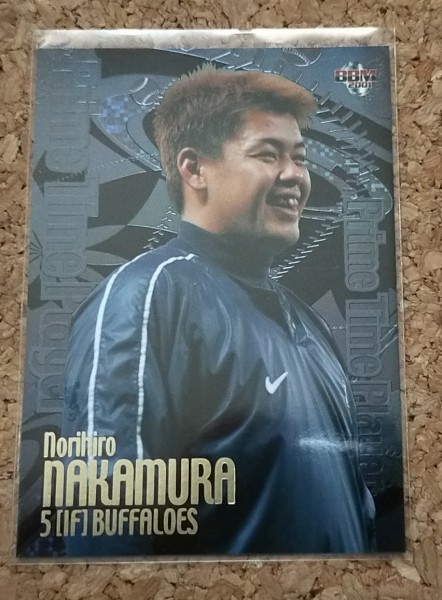 BBM
2001
Prime Time Player
Prime Time Player
Norihiro
NAKAMURA
5 [IF] BUFFALOES